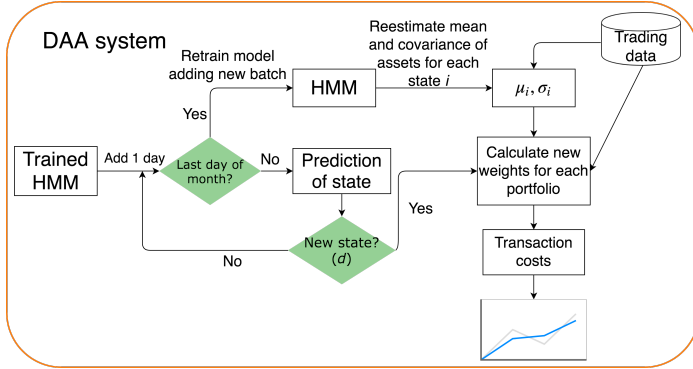 DAA system
Retrain model
adding new batch
Reestimate mean
and covariance of
assets for each
state i
Trading
data
HMM
μᵢ, σᵢ
Yes
Trained
HMM
Add 1 day
Last day of
month?
No
Prediction
of state
Calculate new
weights for each
portfolio
Yes
New state?
(d)
No
Transaction
costs